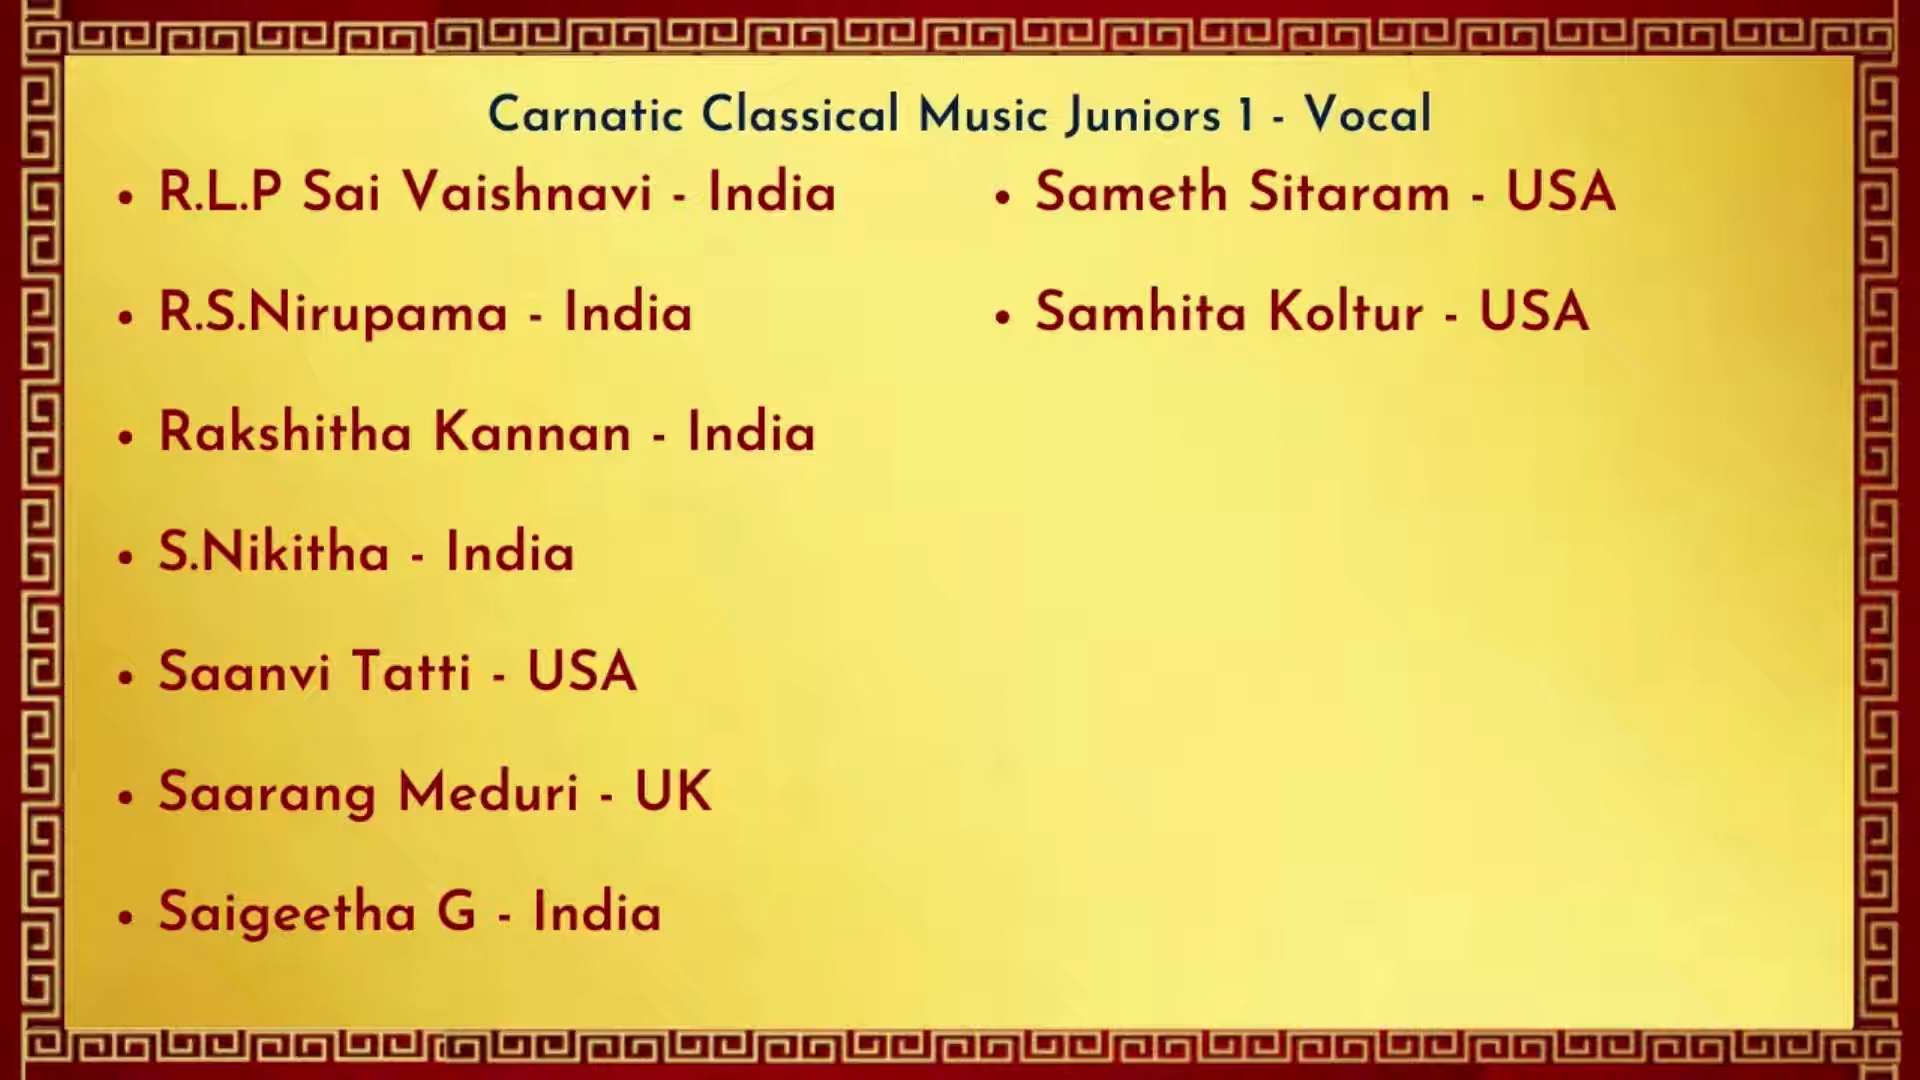 Carnatic Classical Music Juniors 1 - Vocal
• R.L.P Sai Vaishnavi - India
• R.S.Nirupama - India
• Rakshitha Kannan - India
• S.Nikitha - India
• Saanvi Tatti - USA
• Saarang Meduri - UK
• Saigeetha G - India
• Sameth Sitaram - USA
• Samhita Koltur - USA